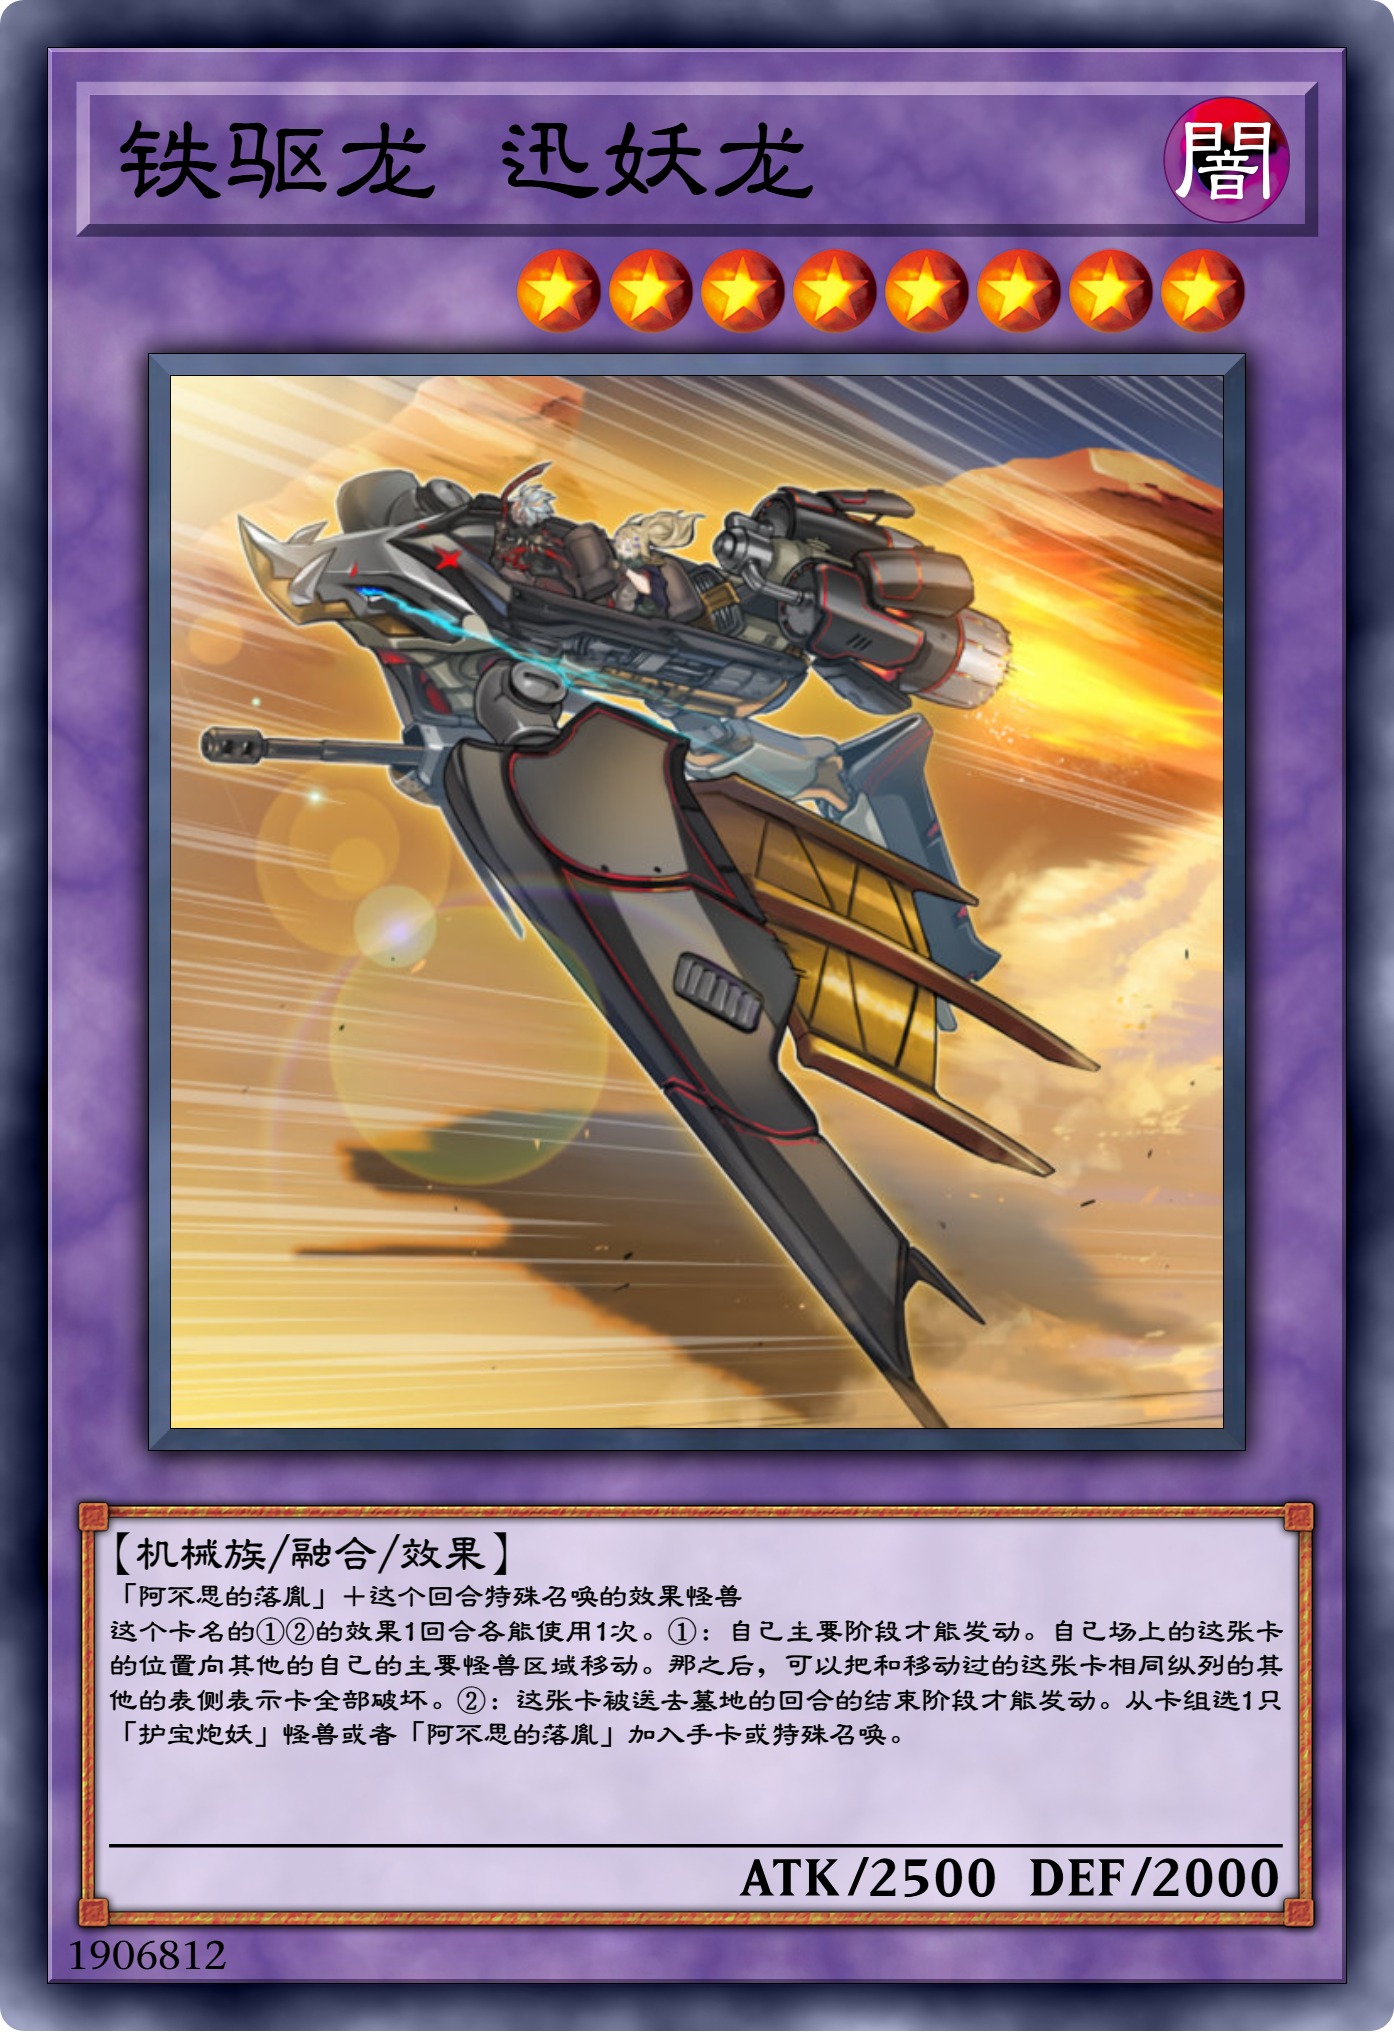 铁驱龙 迅妖龙
闇
【机械族/融合/效果】
「阿不思的落胤」＋这个回合特殊召唤的效果怪兽
这个卡名的①②的效果1回合各能使用1次。①：自己主要阶段才能发动。自己场上的这张卡
的位置向其他的自己的主要怪兽区域移动。那之后，可以把和移动过的这张卡相同纵列的其
他的表侧表示卡全部破坏。②：这张卡被送去墓地的回合的结束阶段才能发动。从卡组选1只
「护宝炮妖」怪兽或者「阿不思的落胤」加入手卡或特殊召唤。
ATK/2500 DEF/2000
1906812